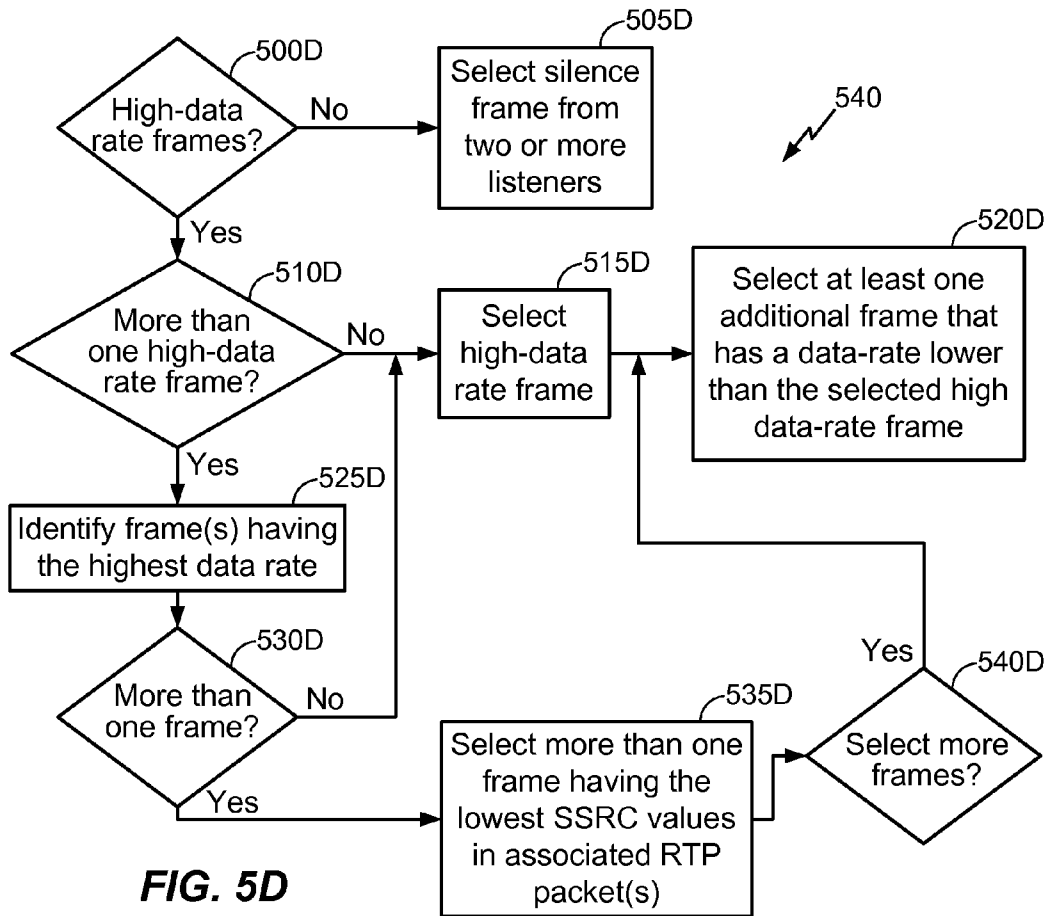 500D
High-data
rate frames?
No
Yes
505D
Select silence
frame from
two or more
listeners
540
510D
More than
one high-data
rate frame?
No
Yes
515D
Select
high-data
rate frame
520D
Select at least one
additional frame that
has a data-rate lower
than the selected high
data-rate frame
525D
Identify frame(s) having
the highest data rate
530D
More than
one frame?
No
Yes
535D
Select more than one
frame having the
lowest SSRC values
in associated RTP
packet(s)
540D
Select more
frames?
Yes
FIG. 5D